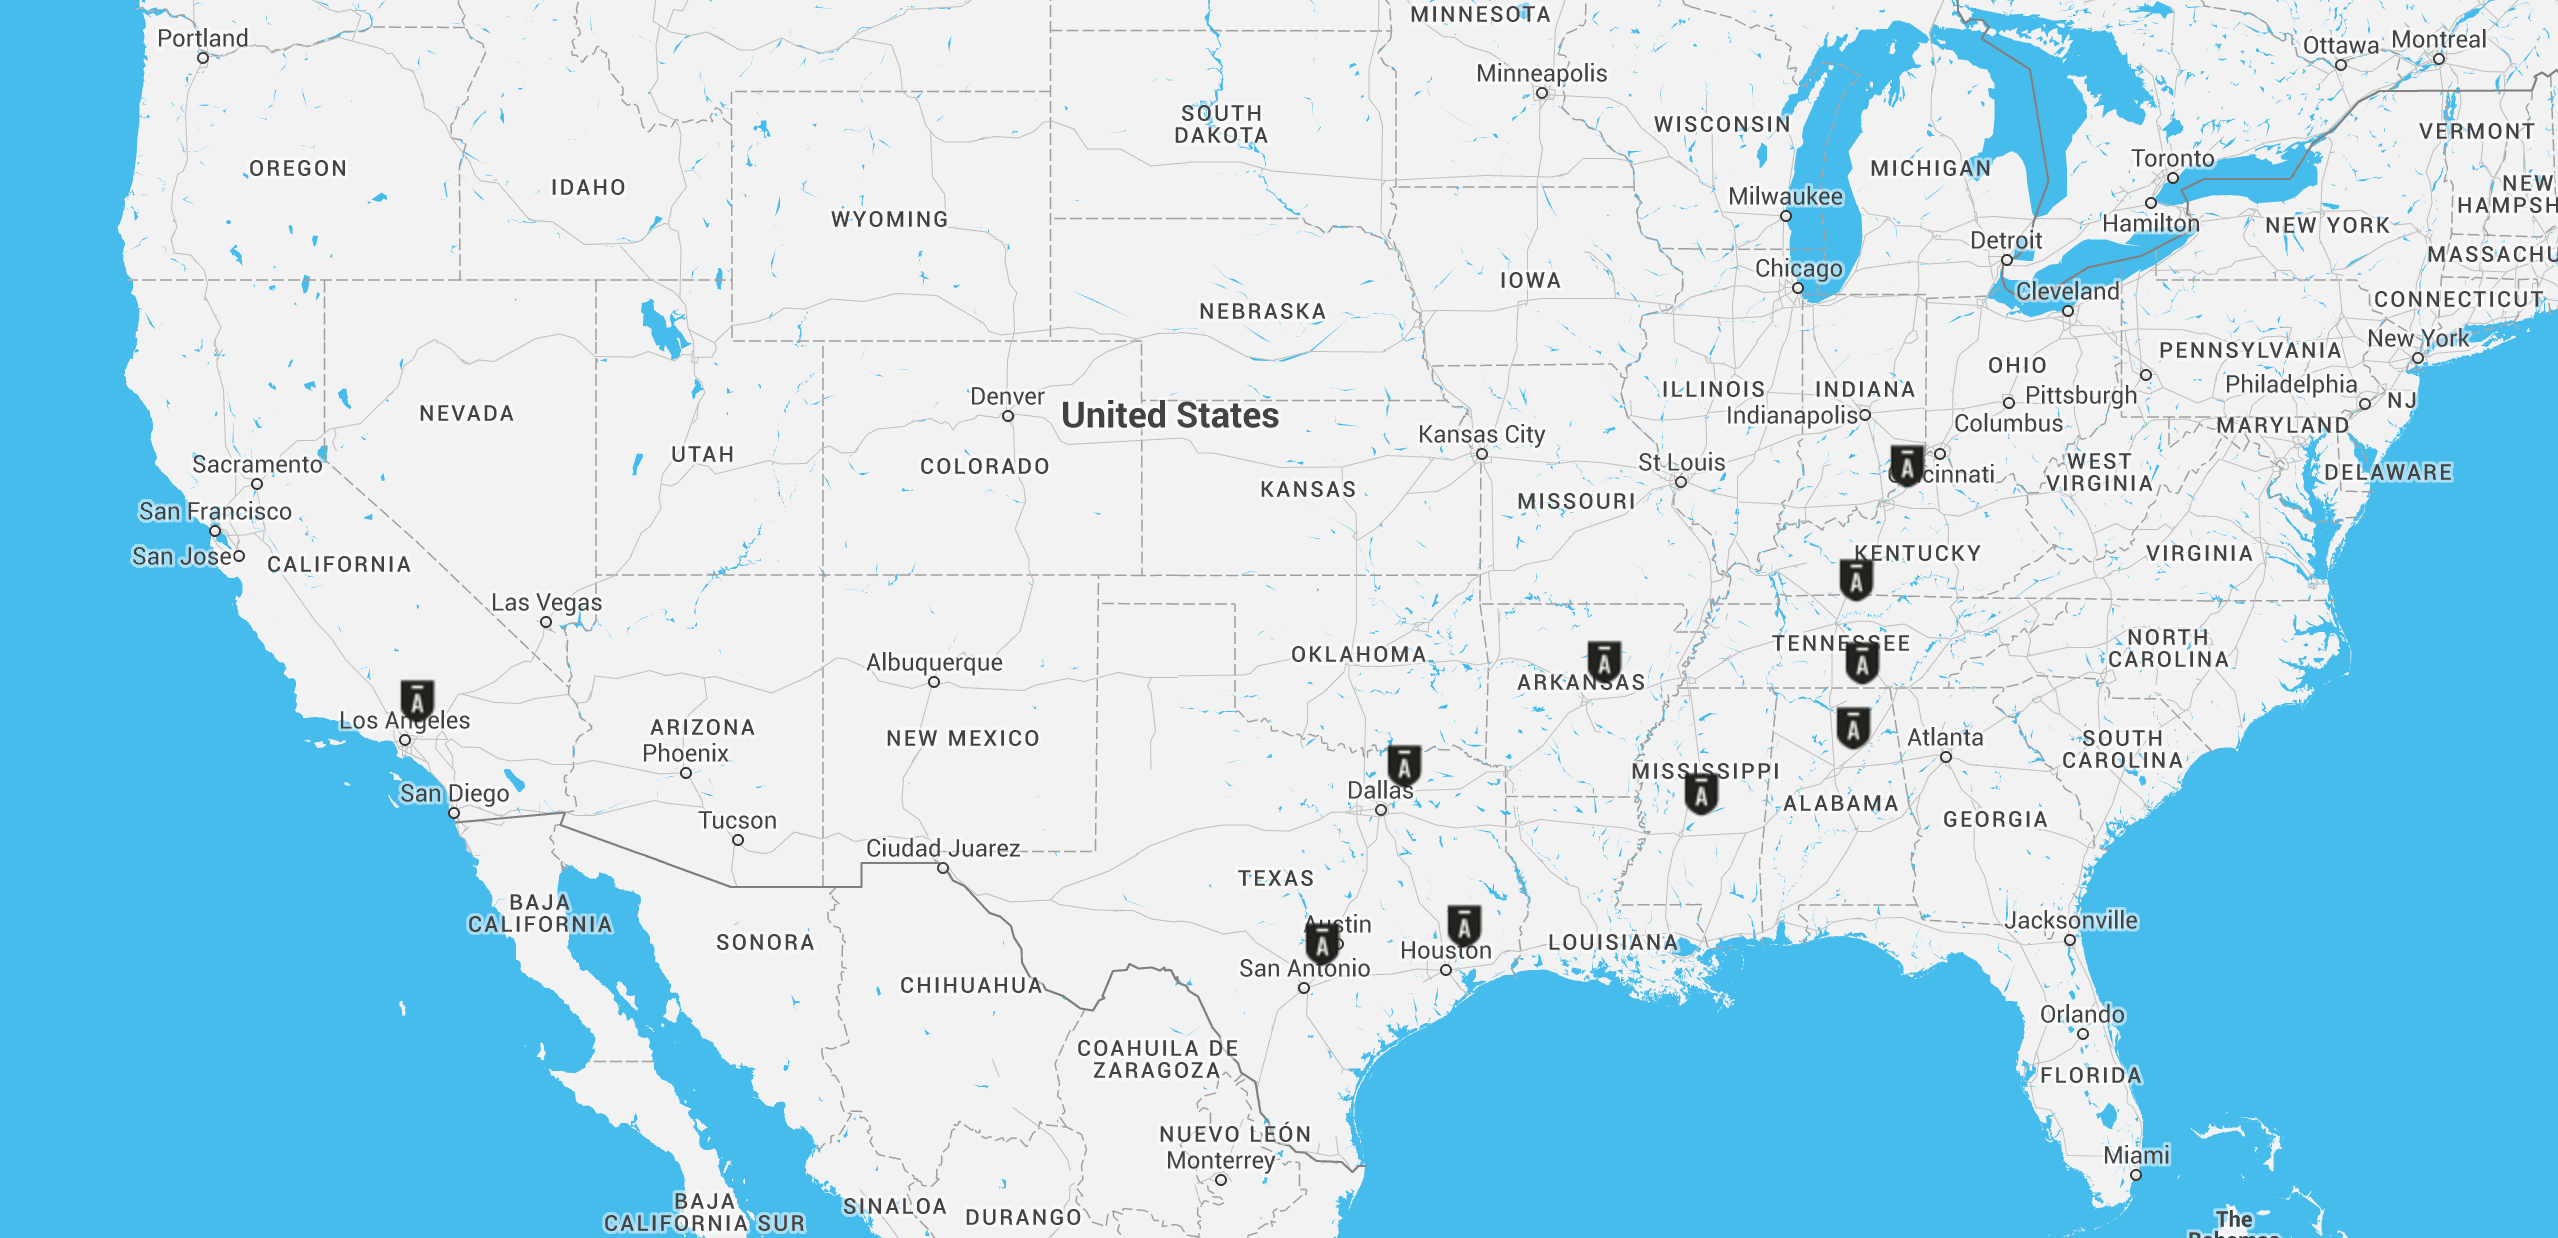 MINNESOTA
Portland
Ottawa
Montreal
Minneapolis
SOUTH
DAKOTA
WISCONSIN
VERMONT
OREGON
IDAHO
MICHIGAN
Toronto
WYOMING
Milwaukee
NEW
HAMPSH
Hamilton
NEW YORK
Detroit
MASSACHU
Chicago
IOWA
Cleveland
CONNECTICUT
NEBRASKA
New York
OHIO
PENNSYLVANIA
NEVADA
Denver
United States
ILLINOIS
INDIANA
Indianapolis
Pittsburgh
Philadelphia
NJ
Columbus
MARYLAND
Kansas City
UTAH
COLORADO
Sacramento
St Louis
Ā
cinnati
WEST
VIRGINIA
DELAWARE
KANSAS
MISSOURI
San Francisco
San Jose
CALIFORNIA
KENTUCKY
VIRGINIA
Ā
Las Vegas
Albuquerque
OKLAHOMA
Ā
ARKANSAS
TENNESSEE
Ā
NORTH
CAROLINA
Ā
Los Angeles
ARIZONA
Phoenix
NEW MEXICO
Ā
Atlanta
SOUTH
CAROLINA
Ā
Dallas
MISSISSIPPI
Ā
ALABAMA
San Diego
Tucson
GEORGIA
Ciudad Juarez
TEXAS
BAJA
CALIFORNIA
SONORA
Austin
Ā
San Antonio
Ā
Houston
LOUISIANA
Jacksonville
CHIHUAHUA
Orlando
COAHUILA DE
ZARAGOZA
FLORIDA
NUEVO LEÓN
Monterrey
Miami
BAJA
CALIFORNIA SUR
SINALOA
DURANGO
The
Bahamas